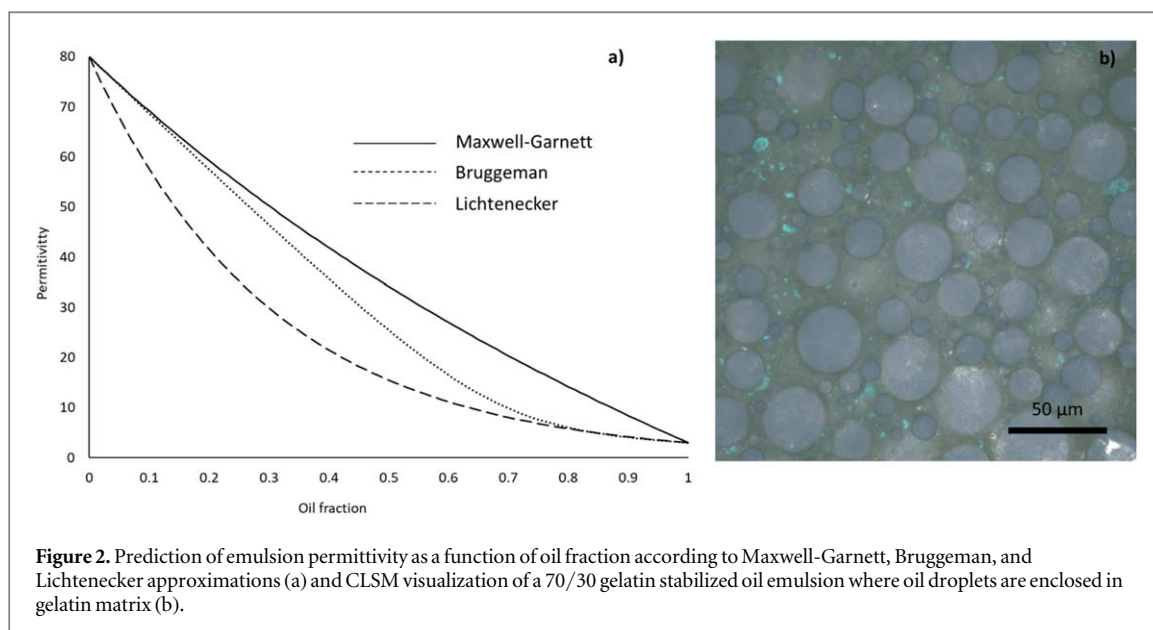 80
70
60
50
40
30
20
10
0
Permitivitty
0 0.1 0.2 0.3 0.4 0.5 0.6 0.7 0.8 0.9 1
Oil fraction
a)
Maxwell-Garnett
Bruggeman
Lichtenecker
b)
50 µm
Figure 2. Prediction of emulsion permittivity as a function of oil fraction according to Maxwell-Garnett, Bruggeman, and
Lichtenecker approximations (a) and CLSM visualization of a 70/30 gelatin stabilized oil emulsion where oil droplets are enclosed in
gelatin matrix (b).